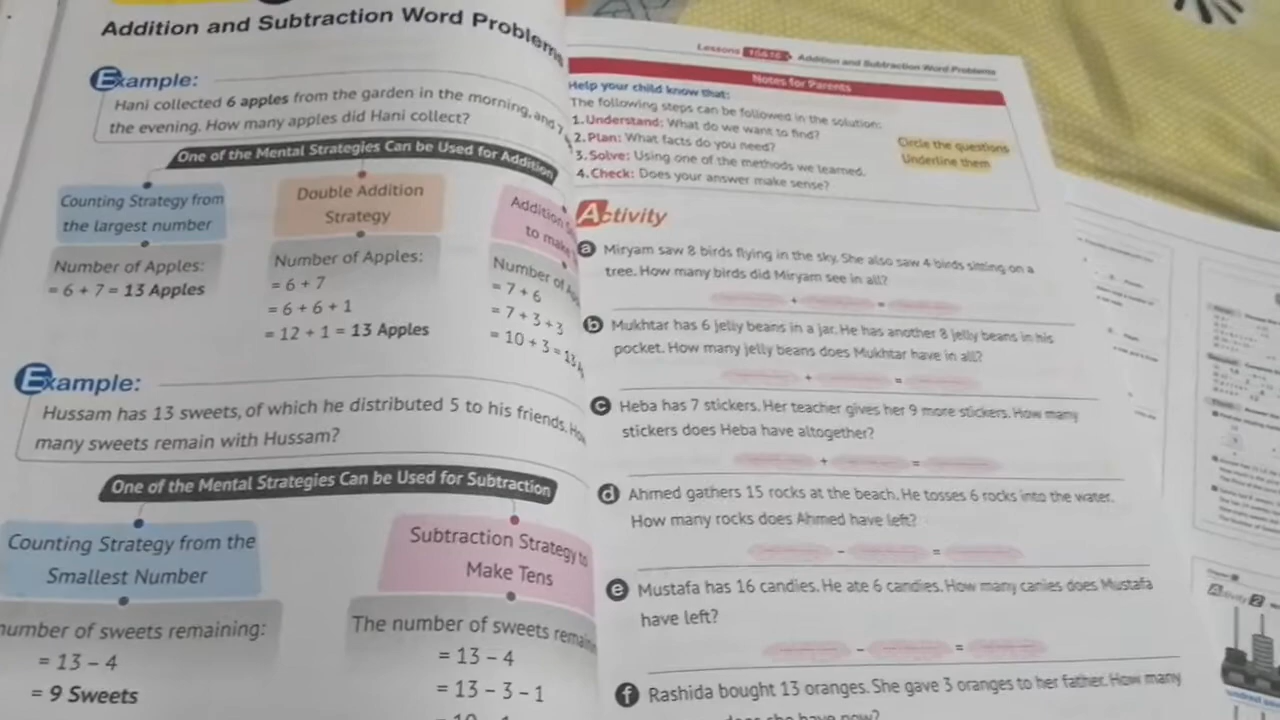 Addition and Subtraction Word Problems
Example:
Hani collected 6 apples from the garden in the morning, and 7
the evening. How many apples did Hani collect?
One of the Mental Strategies Can be Used for Addition
Counting Strategy from
the largest number
Number of Apples:
= 6 + 7 = 13 Apples
Double Addition
Strategy
Number of Apples:
= 6 + 7
= 6 + 6 + 1
= 12 + 1 = 13 Apples
Addition
to make
Number of
= 7 + 6
= 7 + 3 + 3
= 10 + 3 = 13
Example:
Hussam has 13 sweets, of which he distributed 5 to his friends.
many sweets remain with Hussam?
One of the Mental Strategies Can be Used for Subtraction
Counting Strategy from the
Smallest Number
number of sweets remaining:
= 13 – 4
= 9 Sweets
Subtraction Strategy to
Make Tens
The number of sweets
= 13 – 4
= 13 – 3 – 1
Lessons Addition and Subtraction Word Problems
Notes for Parents
Help your child know that:
The following steps can be followed in the solution:
1. Understand: What do we want to find?
2. Plan: What facts do you need?
3. Solve: Using one of the methods we learned.
4. Check: Does your answer make sense?
Circle the questions
Underline them
Activity
a Miryam saw 8 birds flying in the sky. She also saw 4 birds sitting on a
tree. How many birds did Miryam see in all?
+ =
b Mukhtar has 6 jelly beans in a jar. He has another 8 jelly beans in his
pocket. How many jelly beans does Mukhtar have in all?
+ =
c Heba has 7 stickers. Her teacher gives her 9 more stickers. How many
stickers does Heba have altogether?
+ =
d Ahmed gathers 15 rocks at the beach. He tosses 6 rocks into the water.
How many rocks does Ahmed have left?
– =
e Mustafa has 16 candies. He ate 6 candies. How many canies does Mustafa
have left?
– =
f Rashida bought 13 oranges. She gave 3 oranges to her father. How many
she have now?